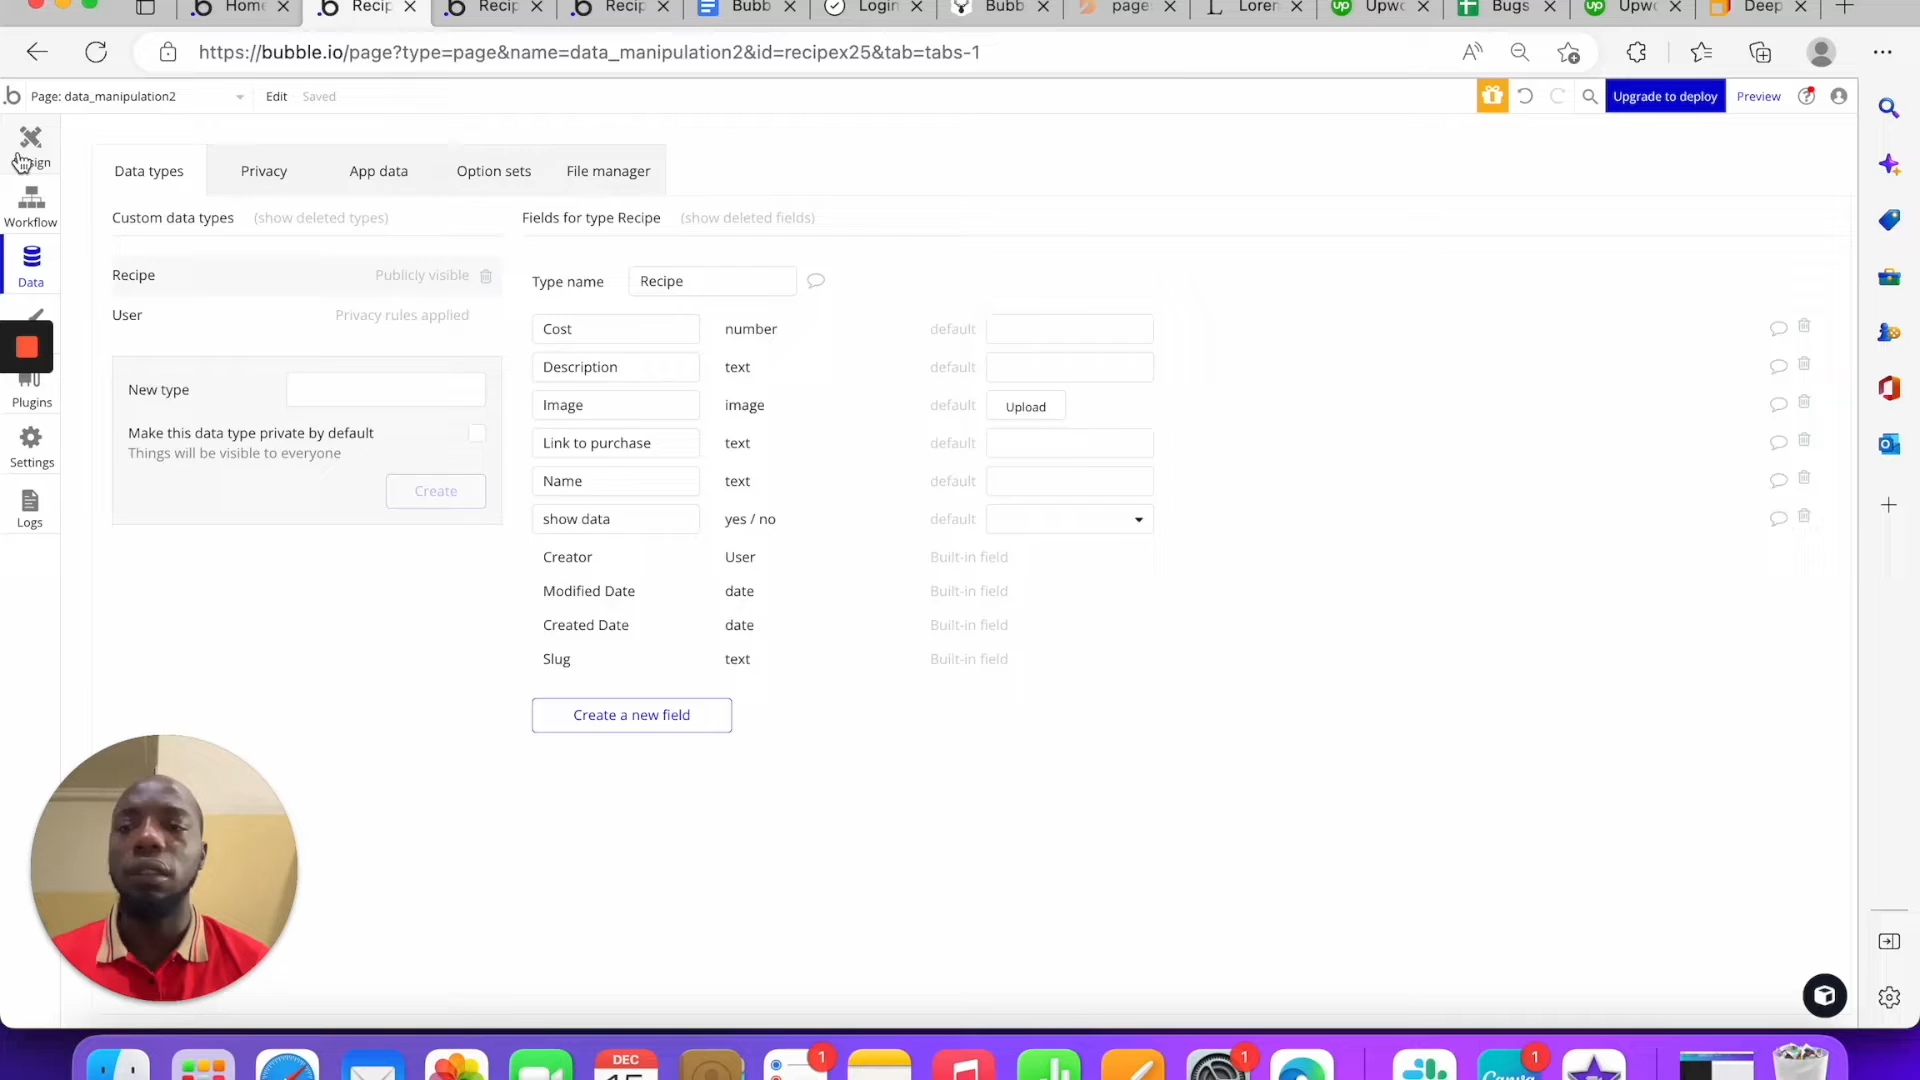 Home
Recip
Recip
Recip
Bubb
Login
Bubb
page
Lorer
Upwo
Bugs
Upwo
Deep
https://bubble.io/page?type=page&name=data_manipulation2&id=recipex25&tab=tabs-1
Page: data_manipulation2
Edit
Saved
Upgrade to deploy
Preview
Workflow
Data
Plugins
Settings
Logs
Data types
Privacy
App data
Option sets
File manager
Custom data types (show deleted types)
Fields for type Recipe (show deleted fields)
Recipe Publicly visible
User Privacy rules applied
New type
Make this data type private by default
Things will be visible to everyone
Create
Type name Recipe
Cost number default
Description text default
Image image default Upload
Link to purchase text default
Name text default
show data yes / no default
Creator User Built-in field
Modified Date date Built-in field
Created Date date Built-in field
Slug text Built-in field
Create a new field
DEC
1
1
1